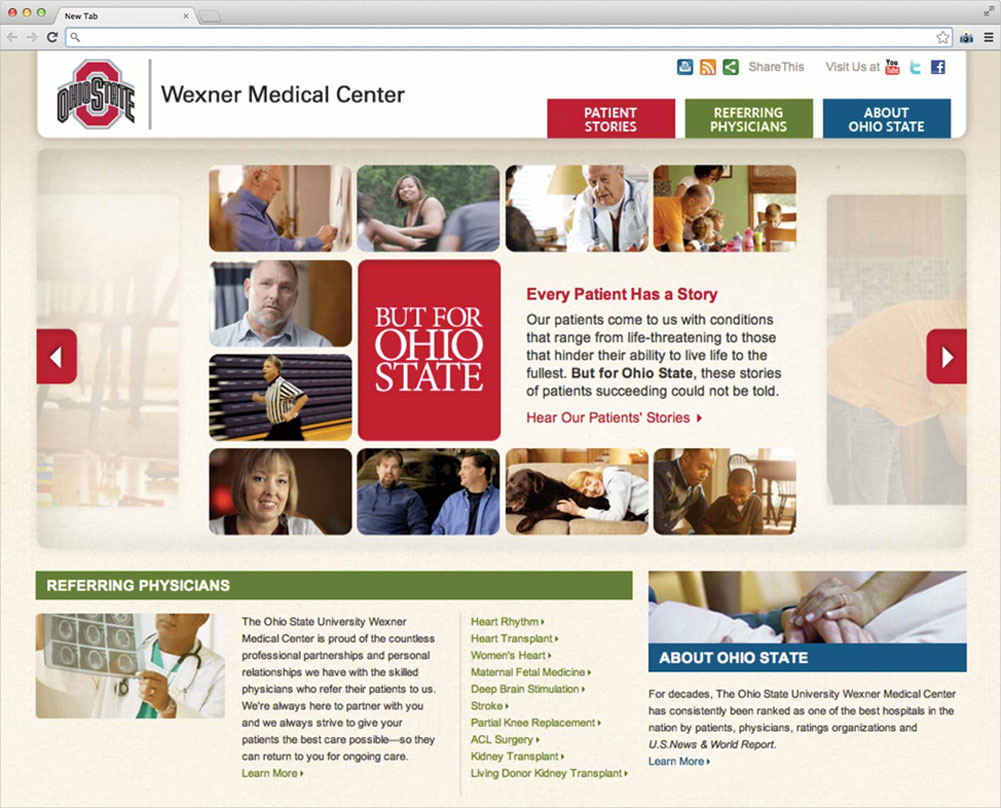 New Tab
OHIO STATE
Wexner Medical Center
ShareThis
Visit Us at
You
Tube
PATIENT
STORIES
REFERRING
PHYSICIANS
ABOUT
OHIO STATE
BUT FOR
OHIO
STATE
Every Patient Has a Story
Our patients come to us with conditions
that range from life-threatening to those
that hinder their ability to live life to the
fullest. But for Ohio State, these stories
of patients succeeding could not be told.
Hear Our Patients' Stories
REFERRING PHYSICIANS
The Ohio State University Wexner
Medical Center is proud of the countless
professional partnerships and personal
relationships we have with the skilled
physicians who refer their patients to us.
We're always here to partner with you
and we always strive to give your
patients the best care possible—so they
can return to you for ongoing care.
Learn More
Heart Rhythm
Heart Transplant
Women's Heart
Maternal Fetal Medicine
Deep Brain Stimulation
Stroke
Partial Knee Replacement
ACL Surgery
Kidney Transplant
Living Donor Kidney Transplant
ABOUT OHIO STATE
For decades, The Ohio State University Wexner Medical Center
has consistently been ranked as one of the best hospitals in the
nation by patients, physicians, ratings organizations and
U.S.News & World Report.
Learn More